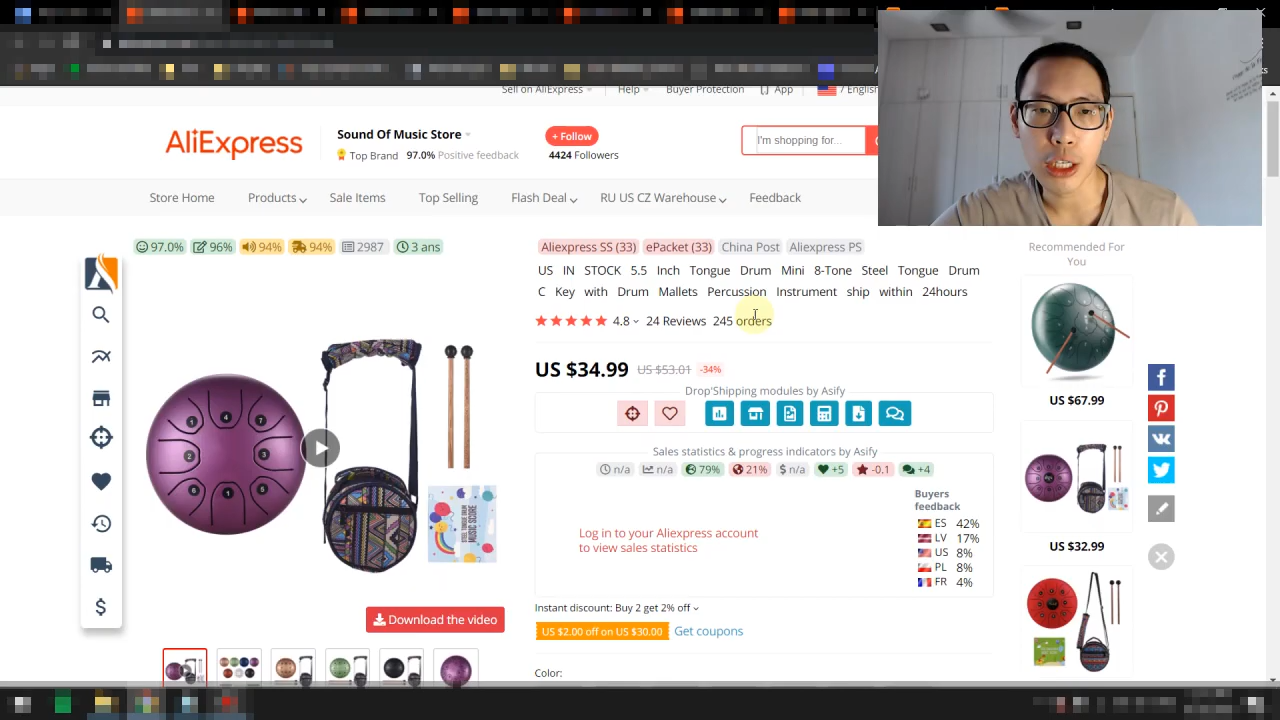 Sell on AliExpress
Help
Buyer Protection
App
/ English
AliExpress
Sound Of Music Store
+ Follow
I'm shopping for...
Top Brand 97.0% Positive feedback
4424 Followers
Store Home
Products
Sale Items
Top Selling
Flash Deal
RU US CZ Warehouse
Feedback
97.0%
96%
94%
94%
2987
3 ans
Aliexpress SS (33)
ePacket (33)
China Post
Aliexpress PS
US IN STOCK 5.5 Inch Tongue Drum Mini 8-Tone Steel Tongue Drum
C Key with Drum Mallets Percussion Instrument ship within 24hours
4.8
24 Reviews
245 orders
US $34.99
US $53.01
-34%
Drop'Shipping modules by Asify
Sales statistics & progress indicators by Asify
n/a
n/a
79%
21%
n/a
+5
-0.1
+4
Log in to your Aliexpress account
to view sales statistics
Buyers
feedback
ES 42%
LV 17%
US 8%
PL 8%
FR 4%
Instant discount: Buy 2 get 2% off
US $2.00 off on US $30.00
Get coupons
Color:
Download the video
Recommended For
You
US $67.99
US $32.99
MUSIC STORE